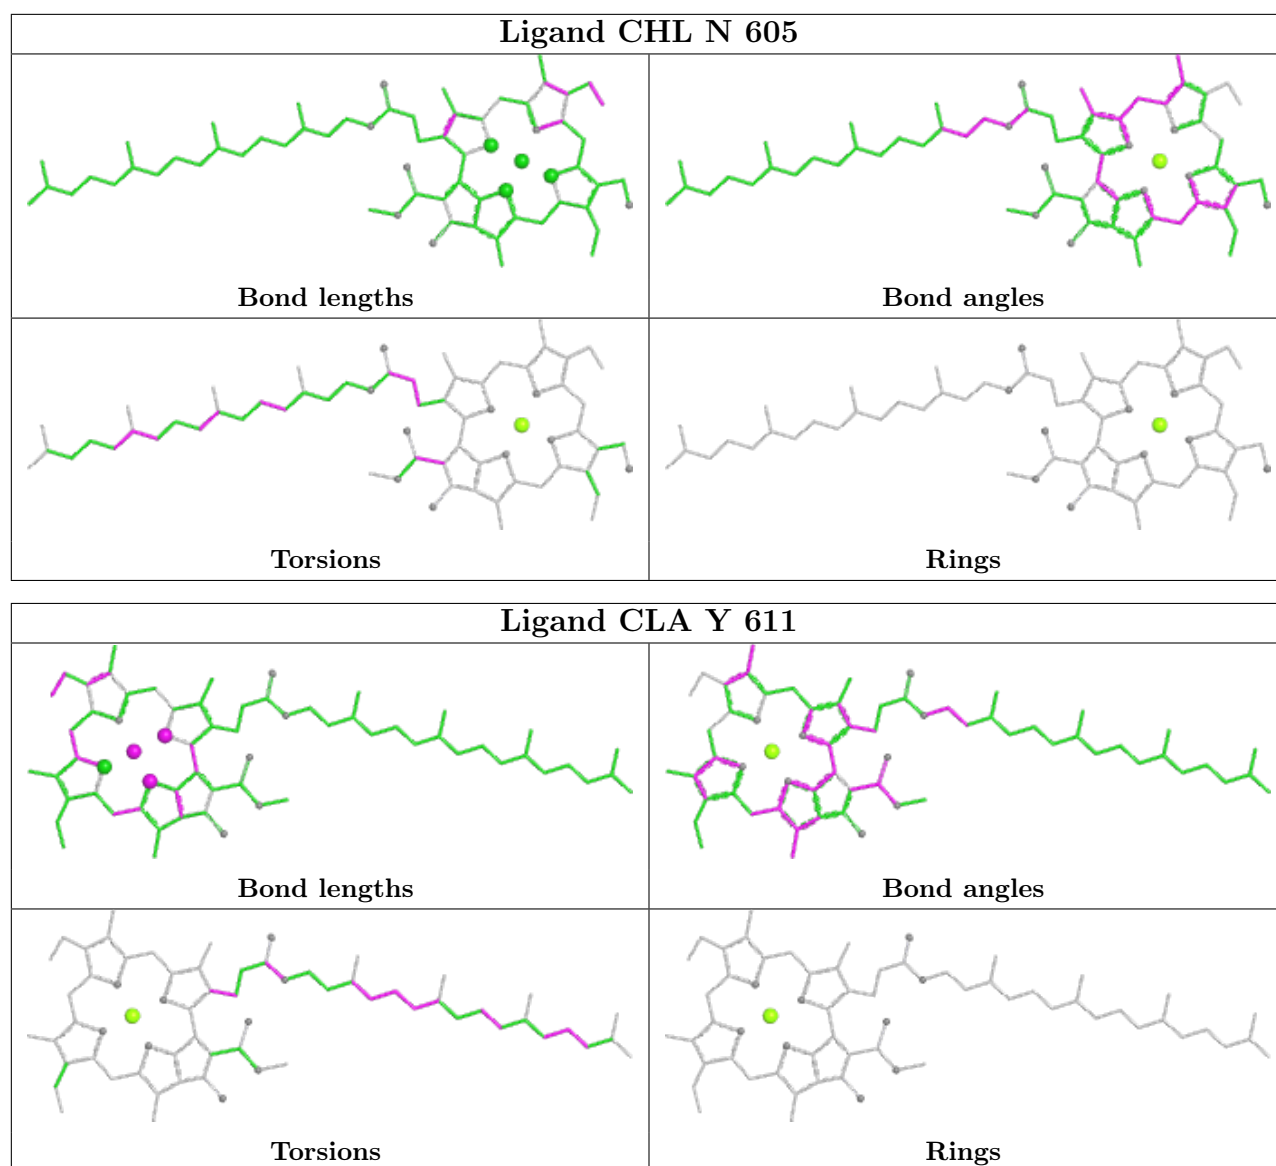 Ligand CHL N 605
Bond lengths
Bond angles
Torsions
Rings
Ligand CLA Y 611
Bond lengths
Bond angles
Torsions
Rings